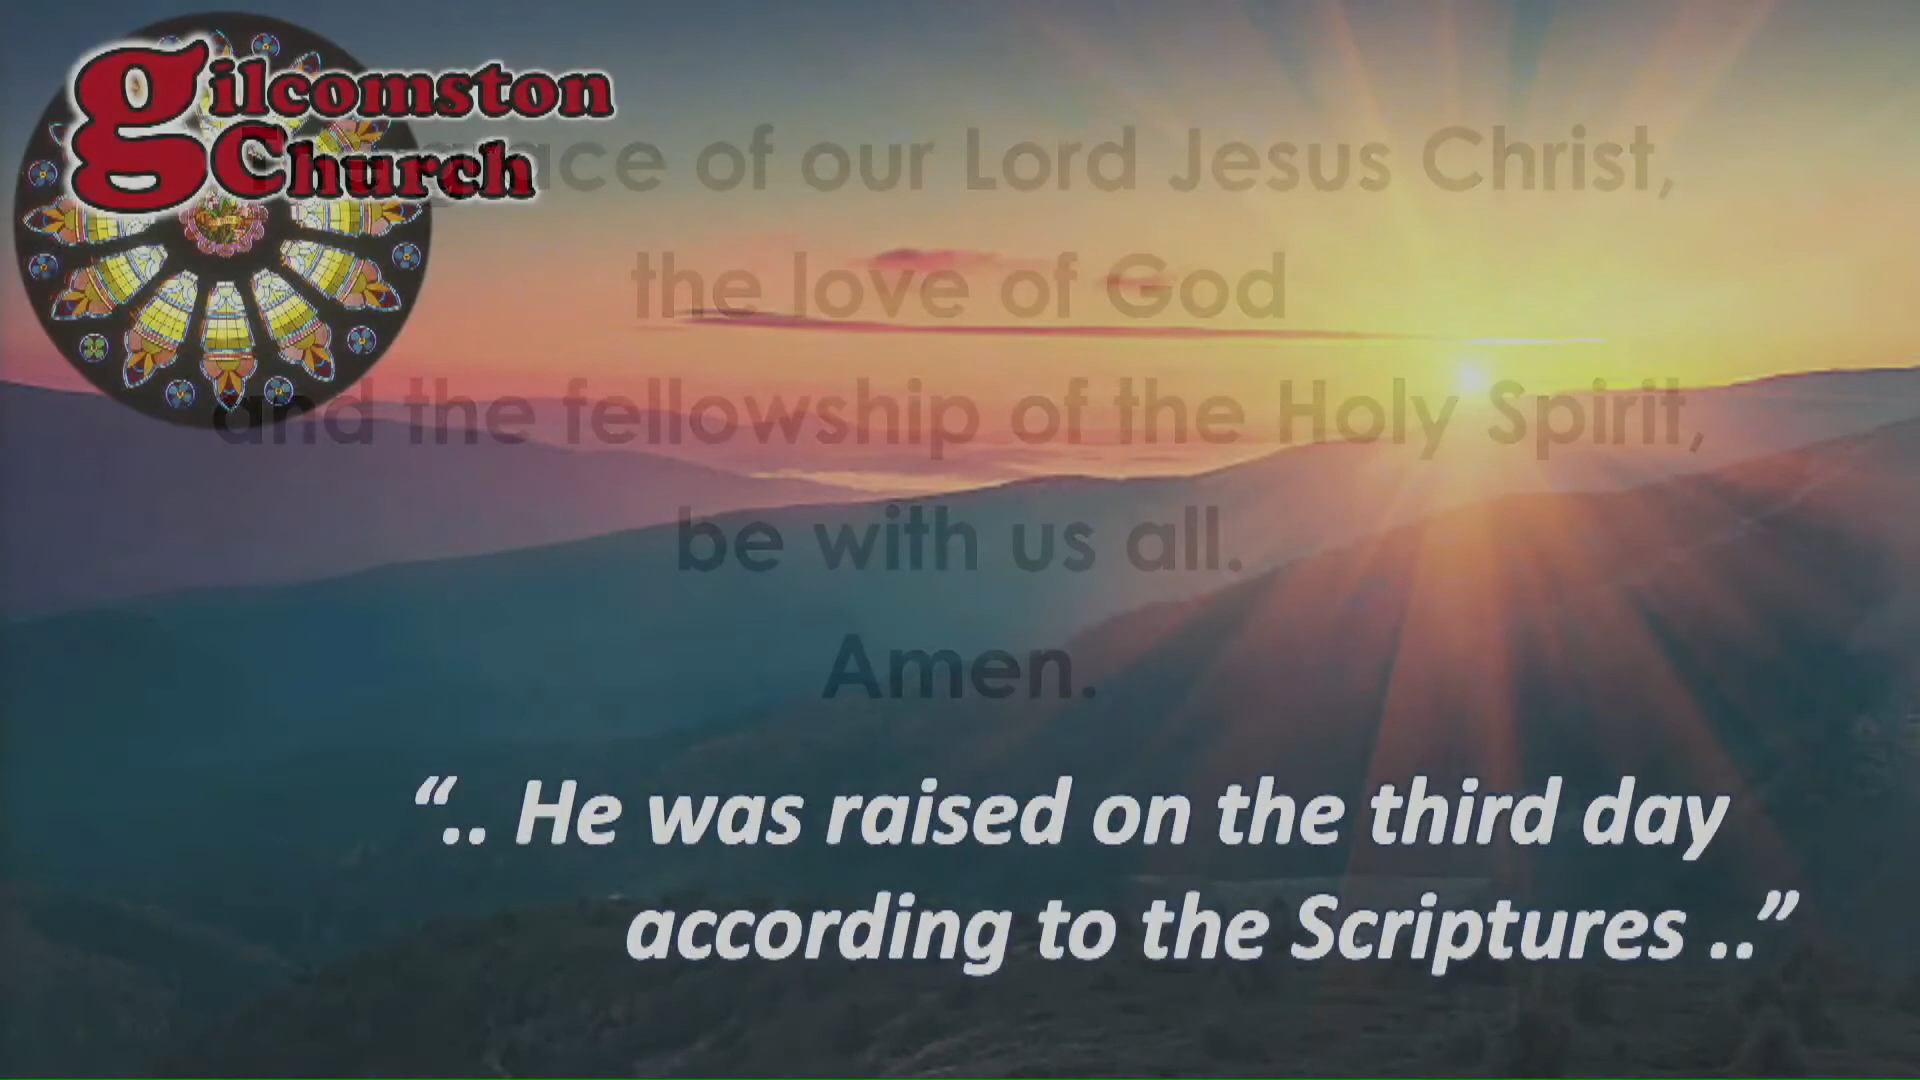 Gilcomston
Church
ace of our Lord Jesus Christ,
the love of God
and the fellowship of the Holy Spirit,
be with us all.
Amen.
“.. He was raised on the third day
according to the Scriptures ..”